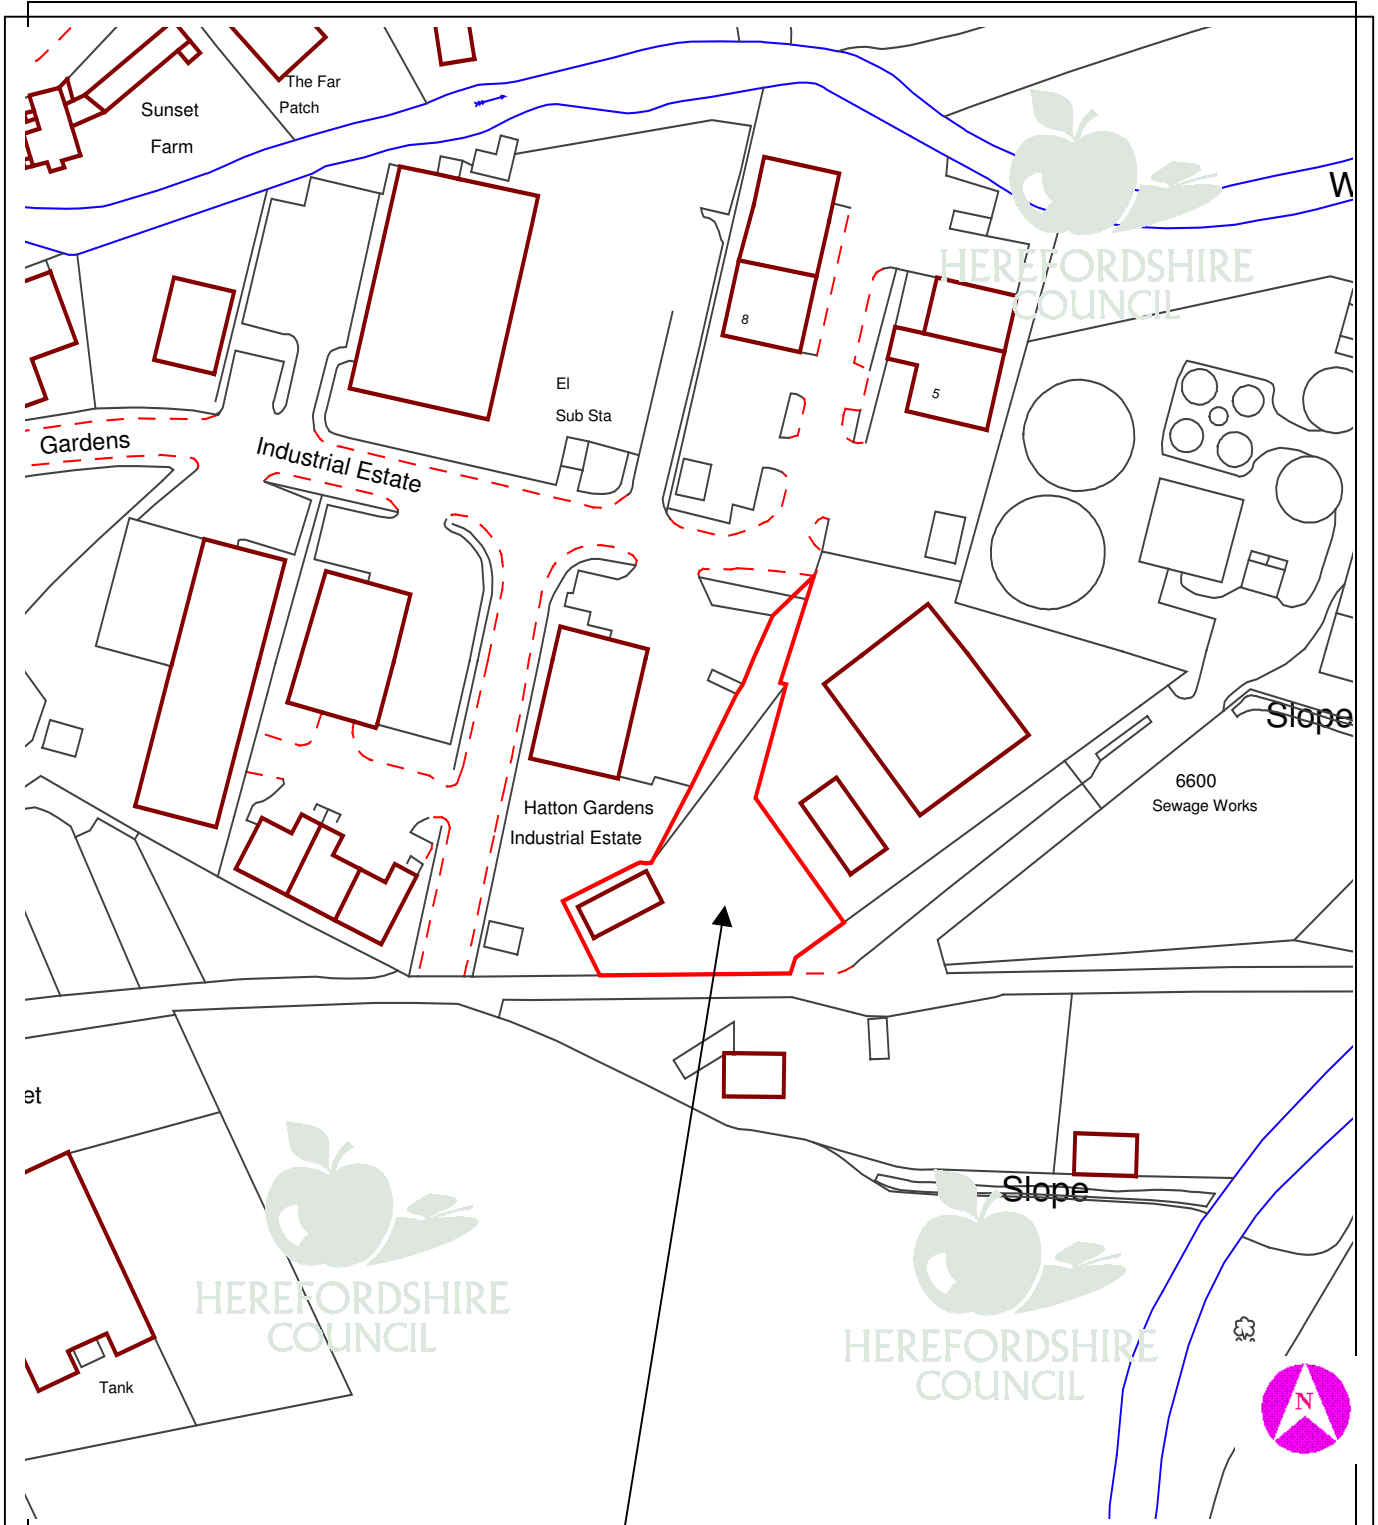 The Far
Patch
Sunset
Farm
W
HEREFORDSHIRE
COUNCIL
8
5
El
Sub Sta
Gardens
Industrial Estate
Slope
6600
Sewage Works
Hatton Gardens
Industrial Estate
et
Slope
HEREFORDSHIRE
COUNCIL
HEREFORDSHIRE
COUNCIL
Tank
N